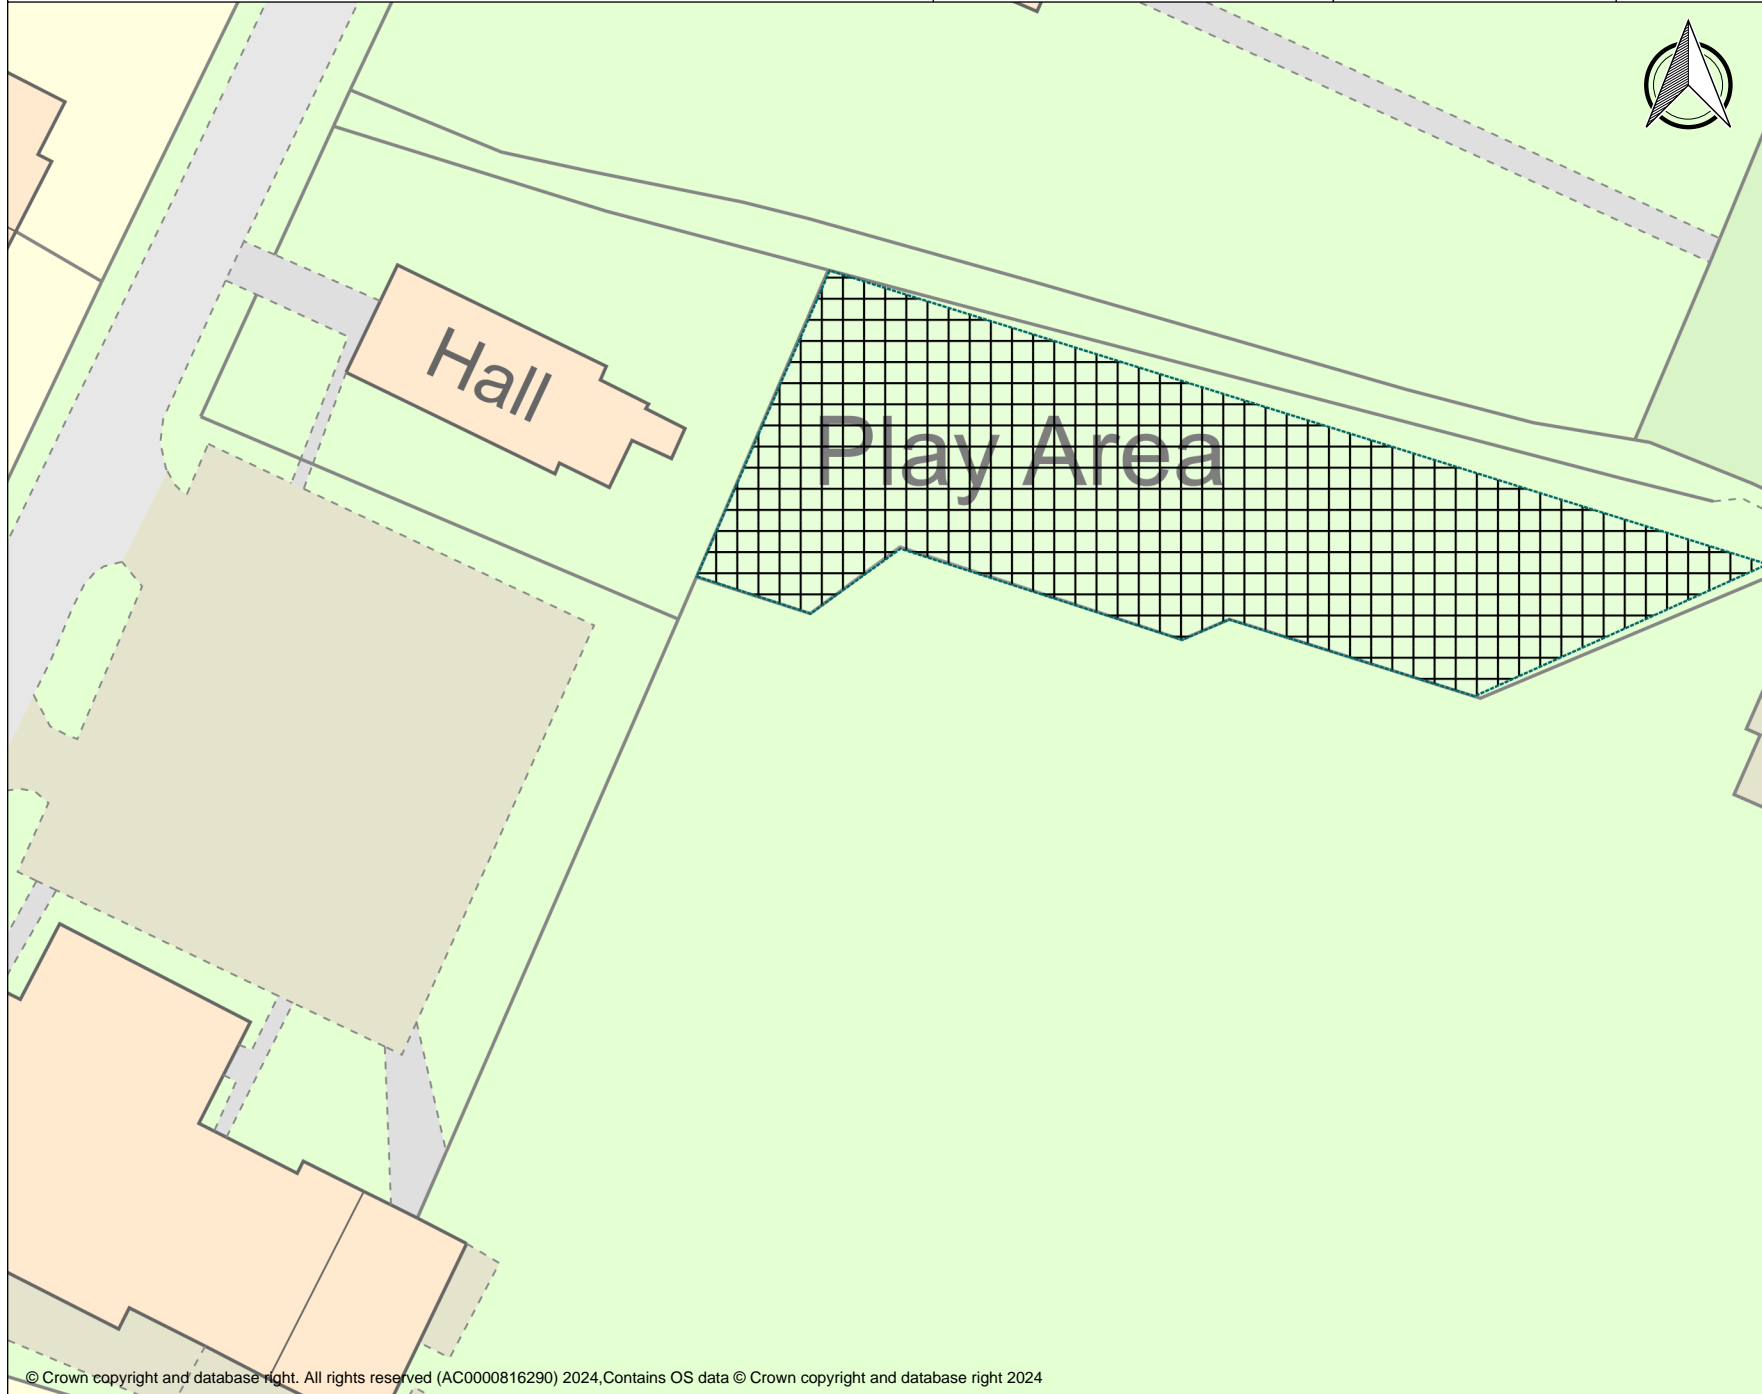 Hall
Play Area
© Crown copyright and database right. All rights reserved (AC0000816290) 2024,Contains OS data © Crown copyright and database right 2024